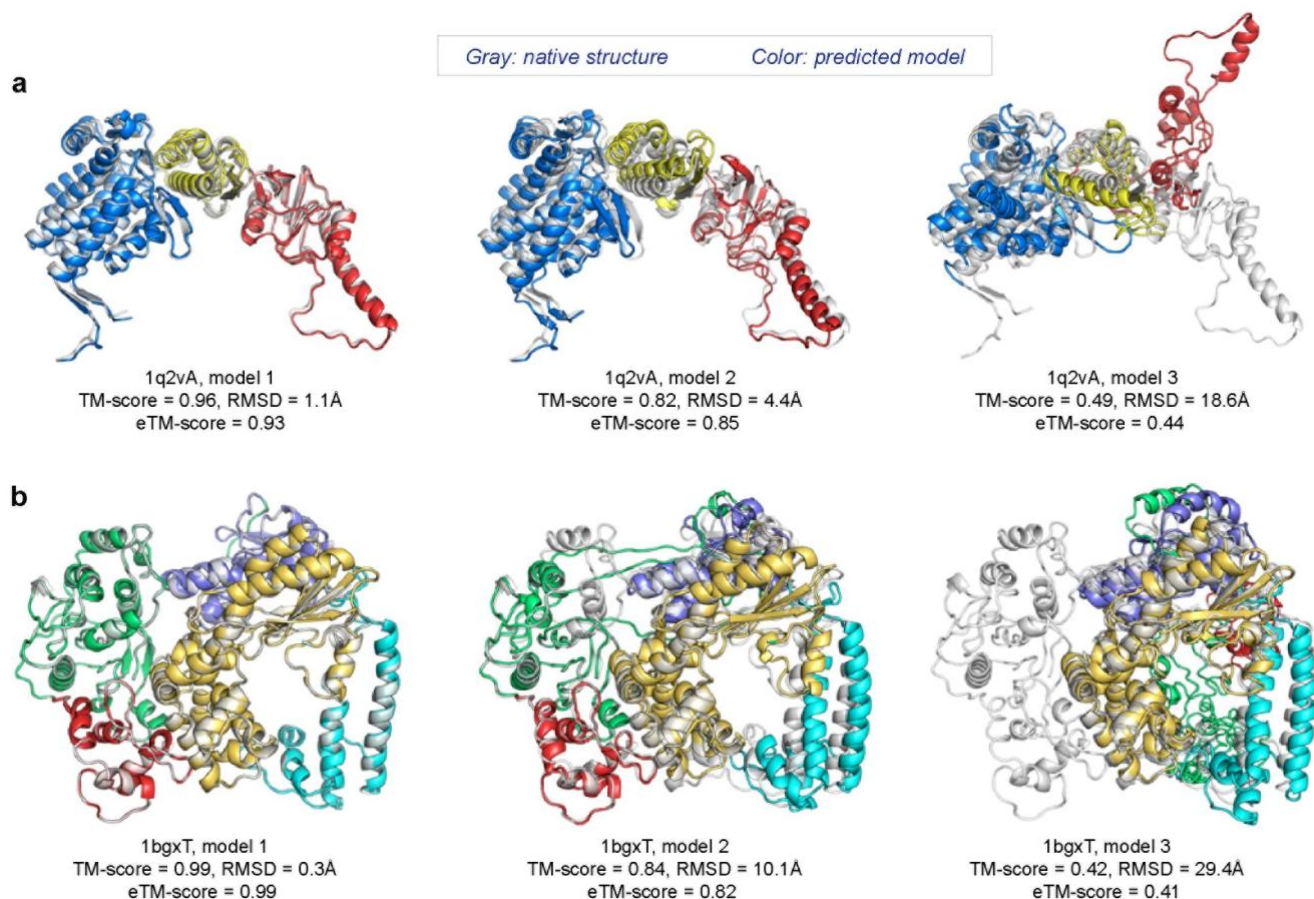 Gray: native structure Color: predicted model
a
1q2vA, model 1
TM-score = 0.96, RMSD = 1.1Å
eTM-score = 0.93
1q2vA, model 2
TM-score = 0.82, RMSD = 4.4Å
eTM-score = 0.85
1q2vA, model 3
TM-score = 0.49, RMSD = 18.6Å
eTM-score = 0.44
b
1bgxT, model 1
TM-score = 0.99, RMSD = 0.3Å
eTM-score = 0.99
1bgxT, model 2
TM-score = 0.84, RMSD = 10.1Å
eTM-score = 0.82
1bgxT, model 3
TM-score = 0.42, RMSD = 29.4Å
eTM-score = 0.41